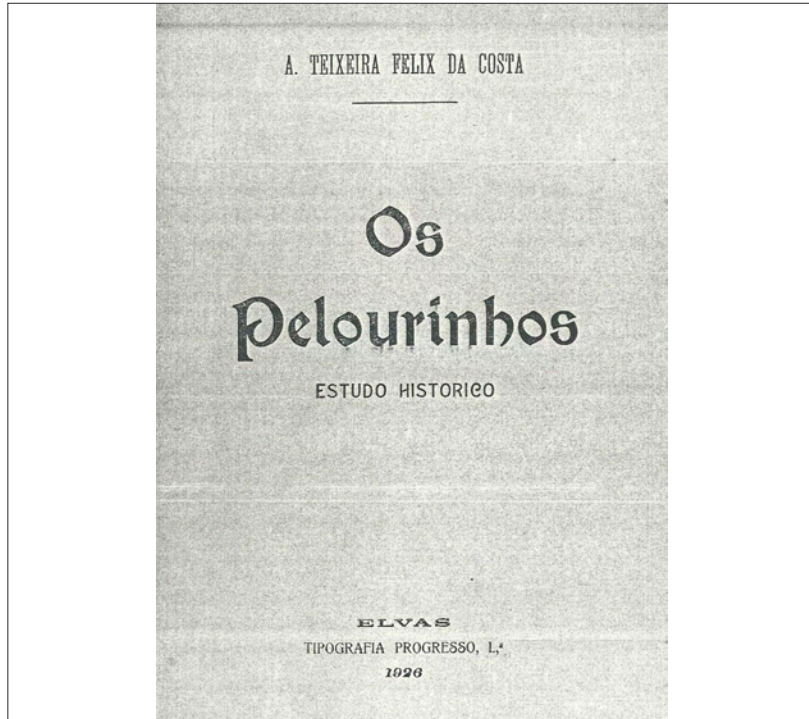 A. TEIXEIRA FELIX DA COSTA
Os
Pelourinhos
ESTUDO HISTORICO
ELVAS
TIPOGRAFIA PROGRESSO, L,ª
1926